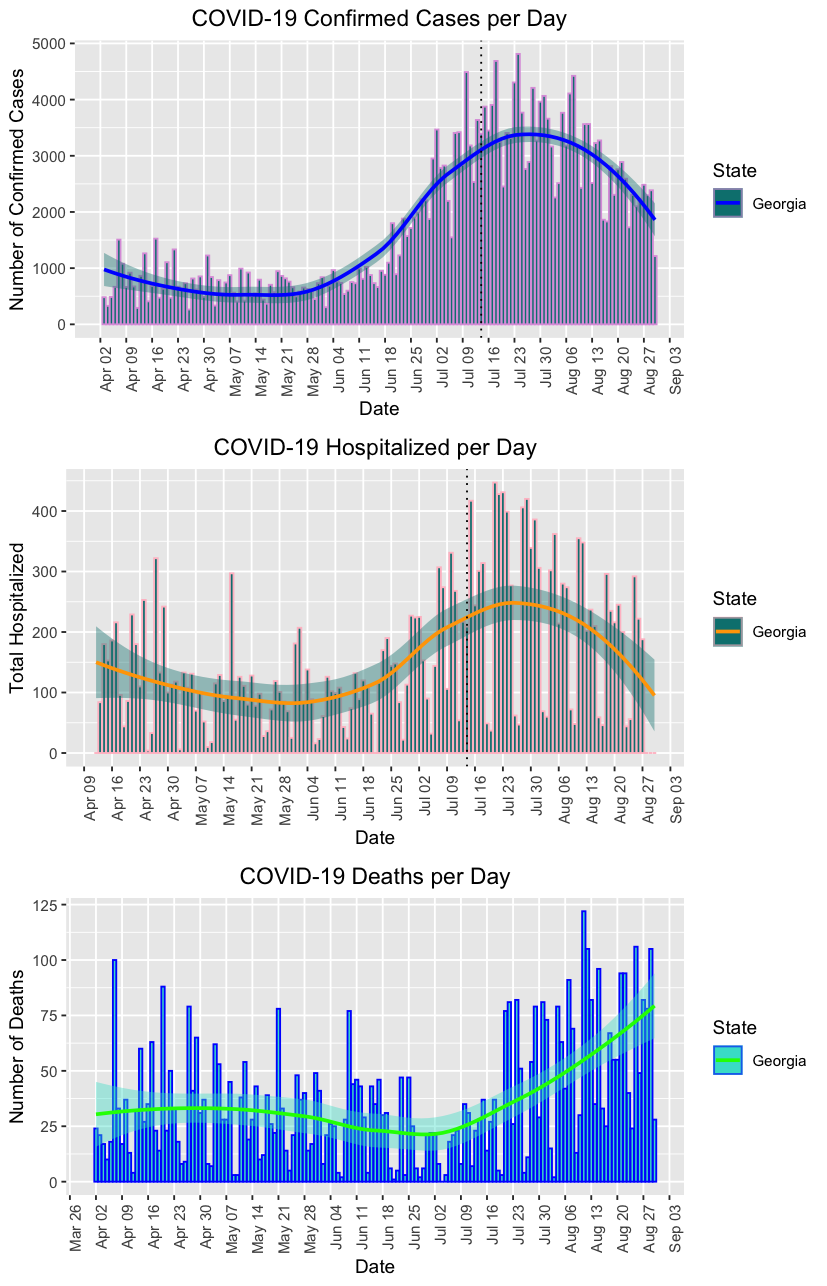 COVID-19 Confirmed Cases per Day
Number of Confirmed Cases
5000
4000
3000
2000
1000
0
Apr 02
Apr 09
Apr 16
Apr 23
Apr 30
May 07
May 14
May 21
May 28
Jun 04
Jun 11
Jun 18
Jun 25
Jul 02
Jul 09
Jul 16
Jul 23
Jul 30
Aug 06
Aug 13
Aug 20
Aug 27
Sep 03
Date
State
Georgia
COVID-19 Hospitalized per Day
Total Hospitalized
400
300
200
100
0
Apr 09
Apr 16
Apr 23
Apr 30
May 07
May 14
May 21
May 28
Jun 04
Jun 11
Jun 18
Jun 25
Jul 02
Jul 09
Jul 16
Jul 23
Jul 30
Aug 06
Aug 13
Aug 20
Aug 27
Sep 03
Date
State
Georgia
COVID-19 Deaths per Day
Number of Deaths
125
100
75
50
25
0
Mar 26
Apr 02
Apr 09
Apr 16
Apr 23
Apr 30
May 07
May 14
May 21
May 28
Jun 04
Jun 11
Jun 18
Jun 25
Jul 02
Jul 09
Jul 16
Jul 23
Jul 30
Aug 06
Aug 13
Aug 20
Aug 27
Sep 03
Date
State
Georgia